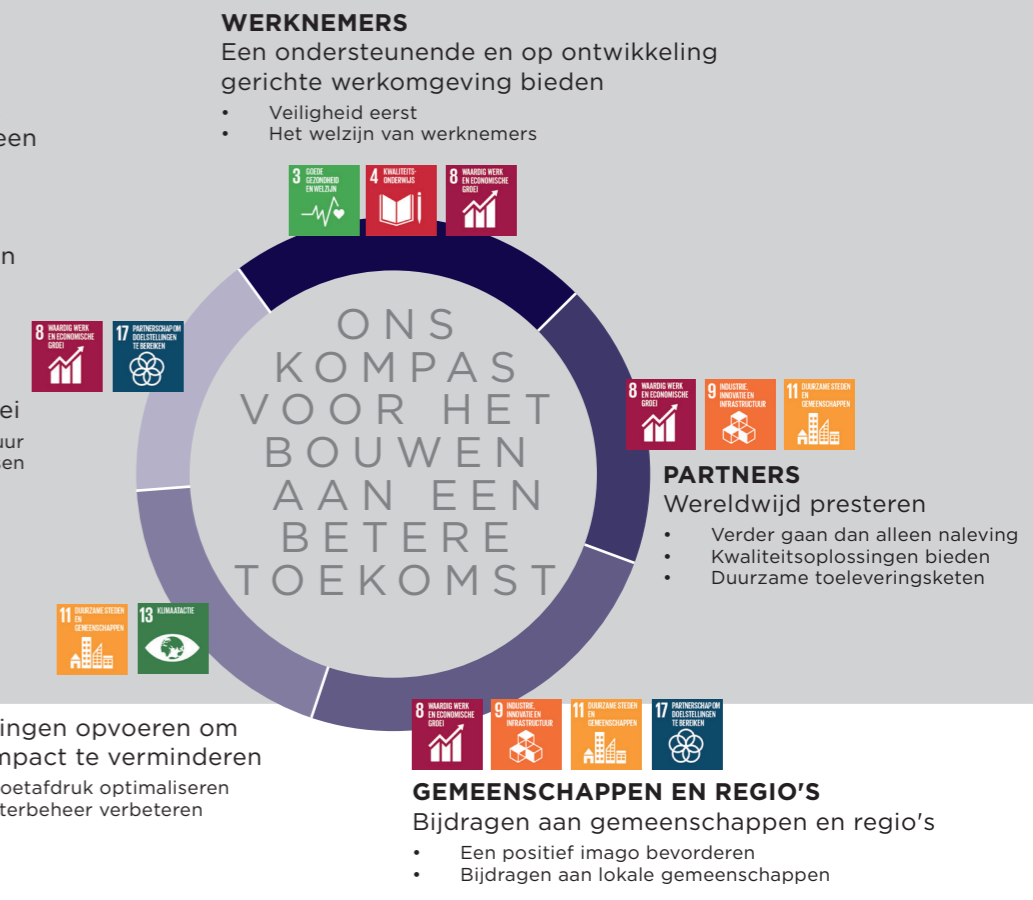 WERKNEMERS
Een ondersteunende en op ontwikkeling
gerichte werkomgeving bieden
• Veiligheid eerst
• Het welzijn van werknemers
een
n
ei
uur
sen
3 GOEDE
GEZONDHEID
EN WELZIJN
4 KWALITEITS-
ONDERWIJS
8 WAARDIG WERK
EN ECONOMISCHE
GROEI
8 WAARDIG WERK
EN ECONOMISCHE
GROEI
17 PARTNERSCHAP OM
DOELSTELLINGEN
TE BEREIKEN
ONS
KOMPAS
VOOR HET
BOUWEN
AAN EEN
BETERE
TOEKOMST
8 WAARDIG WERK
EN ECONOMISCHE
GROEI
9 INDUSTRIE,
INNOVATIE EN
INFRASTRUCTUUR
11 DUURZAME STEDEN
EN
GEMEENSCHAPPEN
PARTNERS
Wereldwijd presteren
• Verder gaan dan alleen naleving
• Kwaliteitsoplossingen bieden
• Duurzame toeleveringsketen
11 DUURZAME STEDEN
EN
GEMEENSCHAPPEN
13 KLIMAATACTIE
ingen opvoeren om
mpact te verminderen
oetafdruk optimaliseren
terbeheer verbeteren
8 WAARDIG WERK
EN ECONOMISCHE
GROEI
9 INDUSTRIE,
INNOVATIE EN
INFRASTRUCTUUR
11 DUURZAME STEDEN
EN
GEMEENSCHAPPEN
17 PARTNERSCHAP OM
DOELSTELLINGEN
TE BEREIKEN
GEMEENSCHAPPEN EN REGIO'S
Bijdragen aan gemeenschappen en regio's
• Een positief imago bevorderen
• Bijdragen aan lokale gemeenschappen